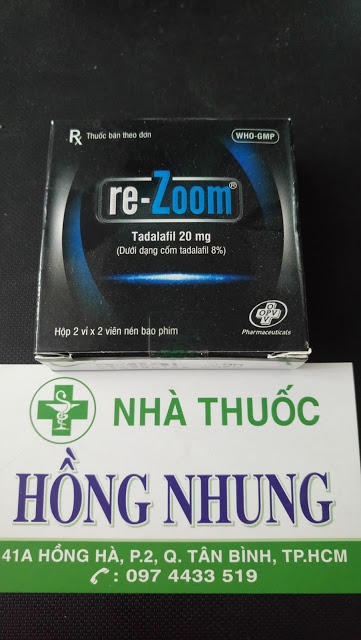 Rx Thuốc bán theo đơn
WHO-GMP
re-Zoom®
Tadalafil 20 mg
(Dưới dạng cốm tadalafil 8%)
Hộp 2 vỉ x 2 viên nén bao phim
OPV
Pharmaceuticals
NHÀ THUỐC
HỒNG NHUNG
41A HỒNG HÀ, P.2, Q. TÂN BÌNH, TP.HCM
: 097 4433 519